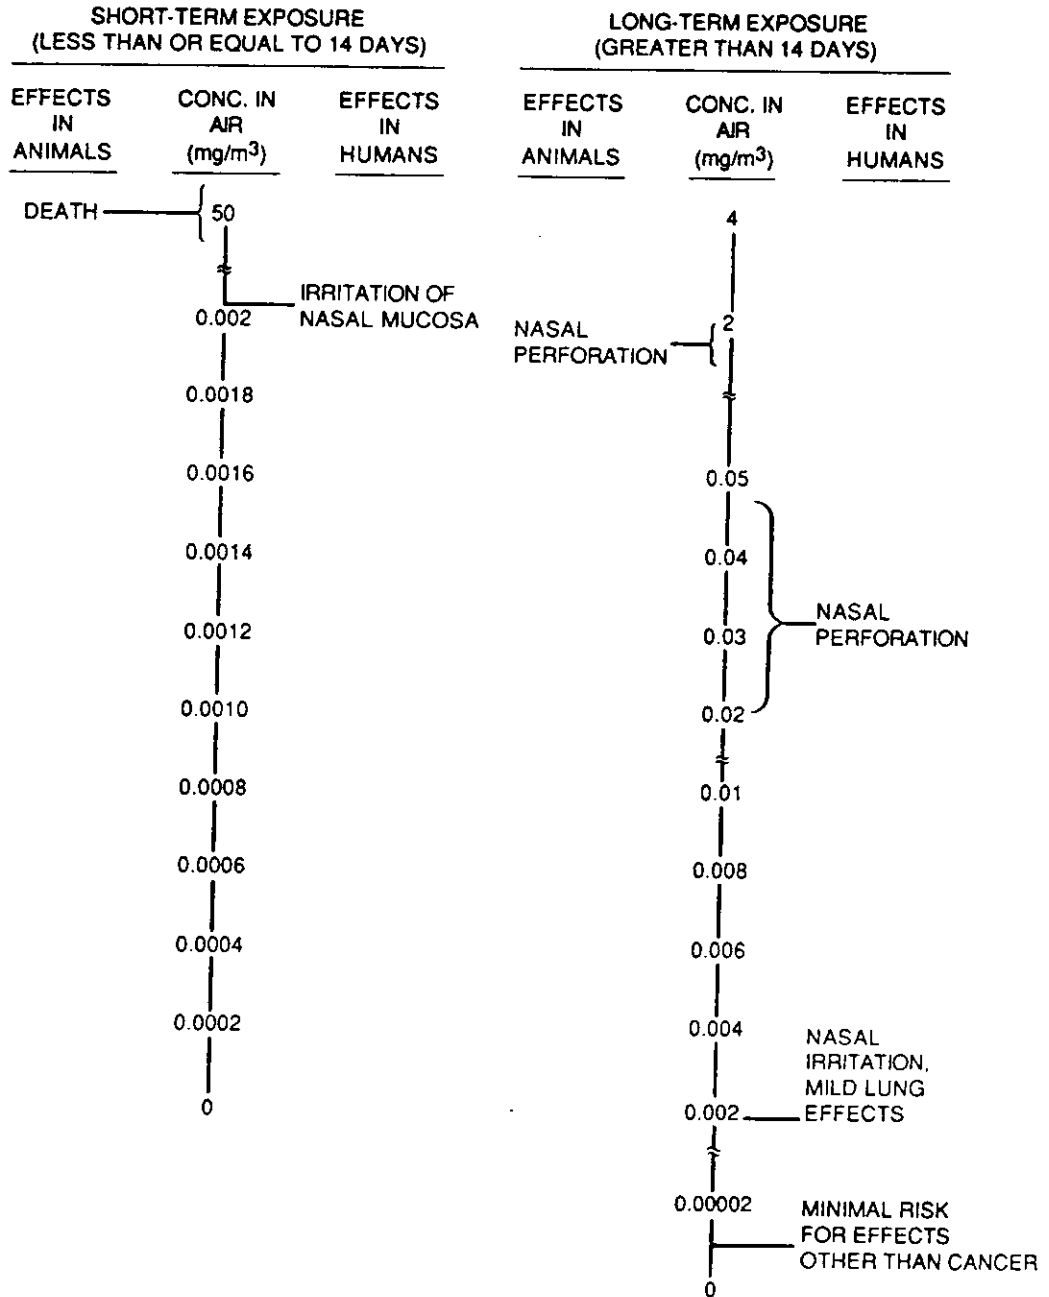 SHORT-TERM EXPOSURE
(LESS THAN OR EQUAL TO 14 DAYS)
EFFECTS
IN
ANIMALS
CONC. IN
AIR
(mg/m3)
EFFECTS
IN
HUMANS
DEATH
50
IRRITATION OF
NASAL MUCOSA
0.002
0.0018
0.0016
0.0014
0.0012
0.0010
0.0008
0.0006
0.0004
0.0002
0
LONG-TERM EXPOSURE
(GREATER THAN 14 DAYS)
EFFECTS
IN
ANIMALS
CONC. IN
AIR
(mg/m3)
EFFECTS
IN
HUMANS
4
2
NASAL
PERFORATION
0.05
0.04
0.03
NASAL
PERFORATION
0.02
0.01
0.008
0.006
0.004
NASAL
IRRITATION,
MILD LUNG
EFFECTS
0.002
0.00002
MINIMAL RISK
FOR EFFECTS
OTHER THAN CANCER
0